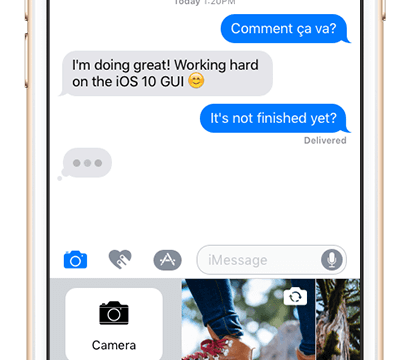 Today 1:20PM
Comment ça va?
I'm doing great! Working hard
on the iOS 10 GUI 😊
It's not finished yet?
Delivered
iMessage
Camera